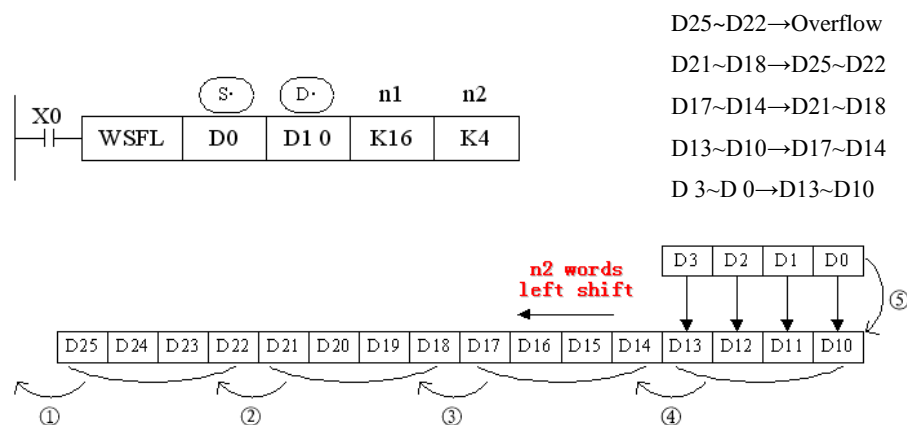 D25~D22→Overflow
D21~D18→D25~D22
D17~D14→D21~D18
D13~D10→D17~D14
D 3~D 0→D13~D10
S· D· n1 n2
X0
WSFL D0 D1 0 K16 K4
n2 words
left shift
D3 D2 D1 D0
⑤
D25 D24 D23 D22 D21 D20 D19 D18 D17 D16 D15 D14 D13 D12 D11 D10
① ② ③ ④